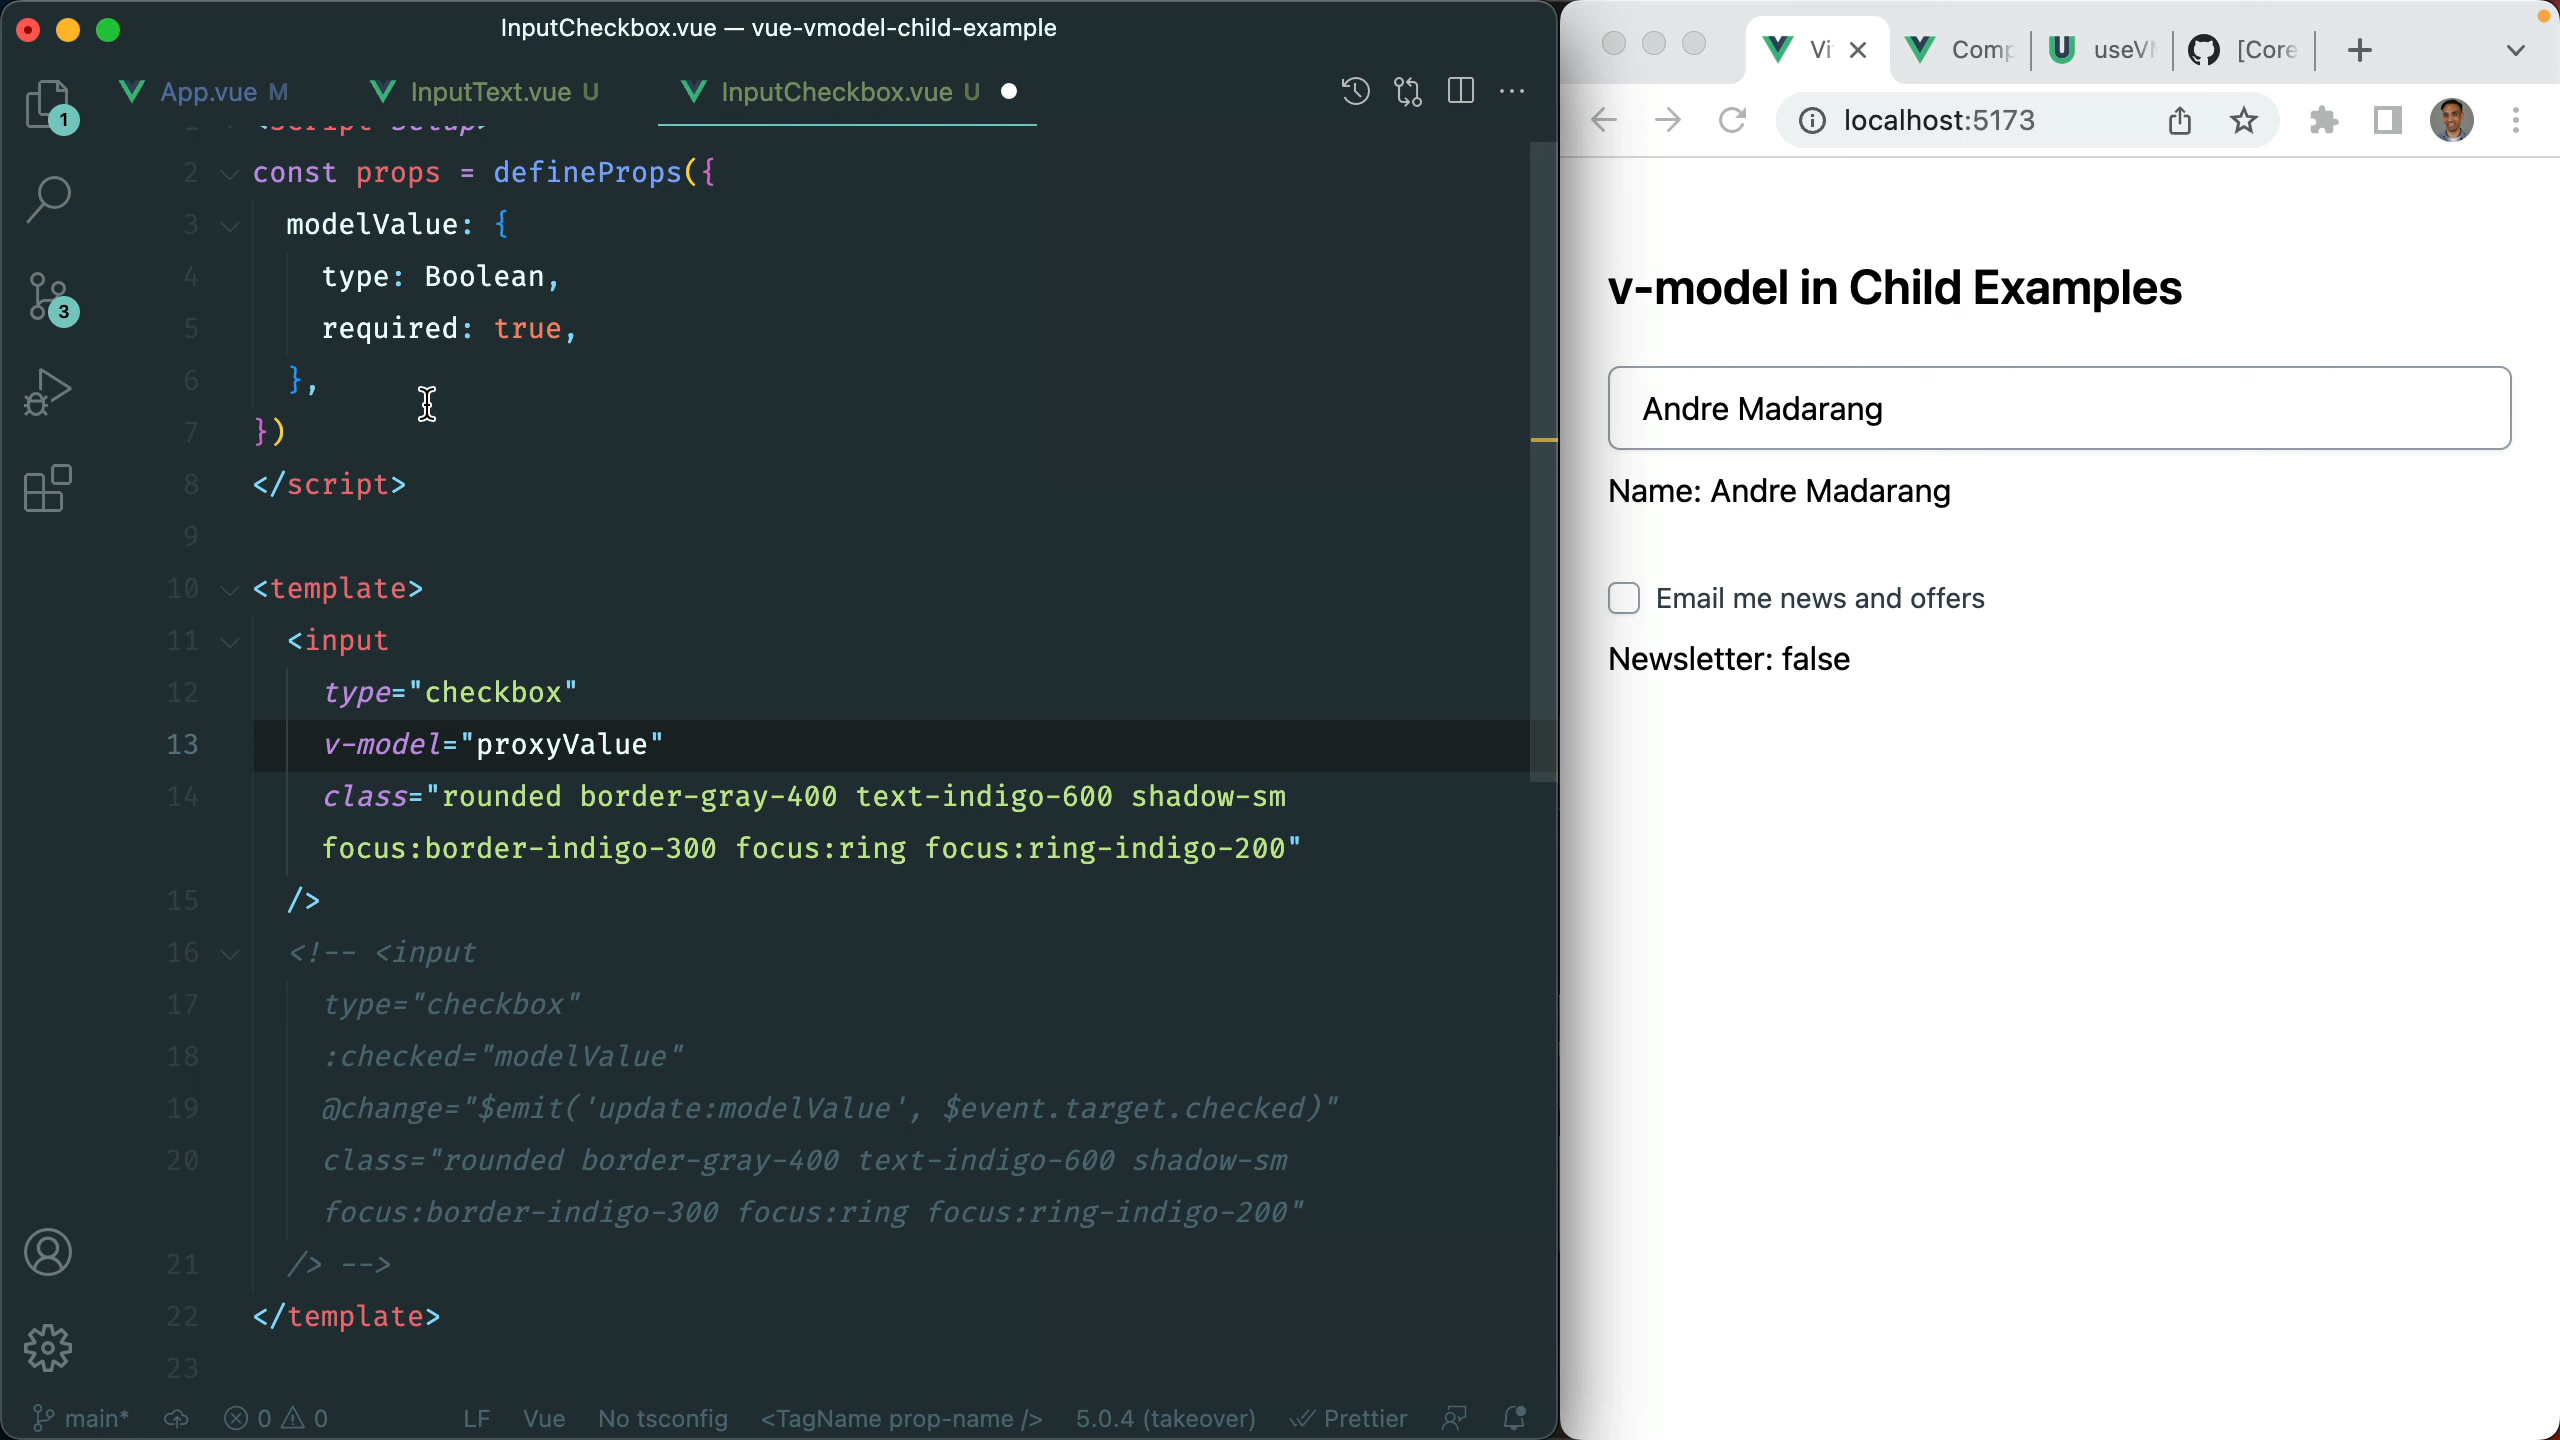 InputCheckbox.vue — vue-vmodel-child-example
App.vue M
InputText.vue U
InputCheckbox.vue U
1 <script setup>
2 const props = defineProps({
3 modelValue: {
4 type: Boolean,
5 required: true,
6 },
7 })
8 </script>
9
10 <template>
11 <input
12 type="checkbox"
13 v-model="proxyValue"
14 class="rounded border-gray-400 text-indigo-600 shadow-sm
focus:border-indigo-300 focus:ring focus:ring-indigo-200"
15 />
16 <!-- <input
17 type="checkbox"
18 :checked="modelValue"
19 @change="$emit('update:modelValue', $event.target.checked)"
20 class="rounded border-gray-400 text-indigo-600 shadow-sm
focus:border-indigo-300 focus:ring focus:ring-indigo-200"
21 /> -->
22 </template>
23
1
3
main* 0 0 LF Vue No tsconfig <TagName prop-name /> 5.0.4 (takeover) Prettier
Vi
Comp
useVM
[Core
localhost:5173
v-model in Child Examples
Andre Madarang
Name: Andre Madarang
Email me news and offers
Newsletter: false